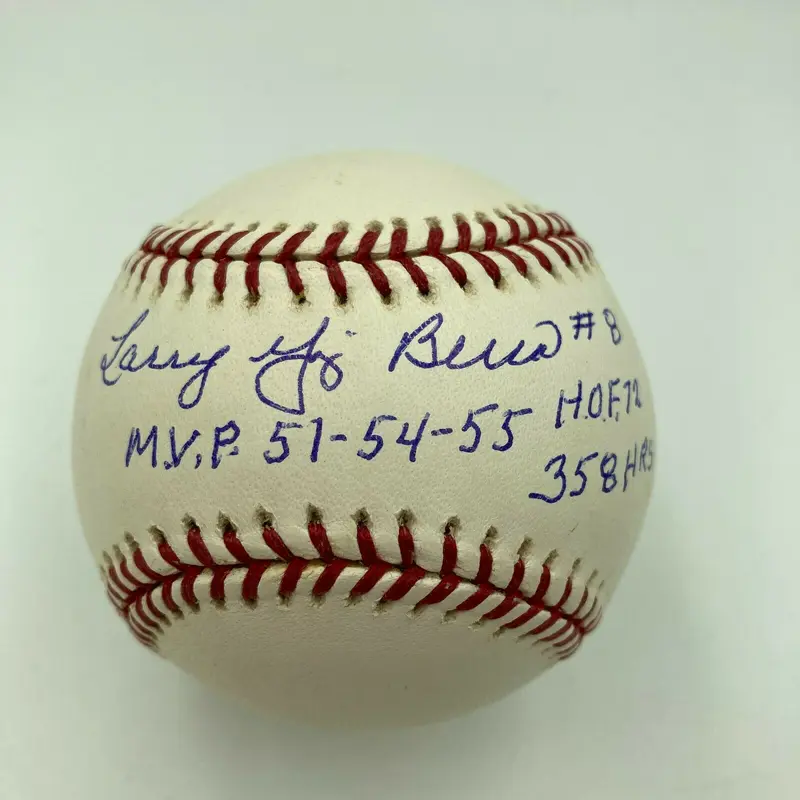 Larry "Yogi" Berra #8
M.V.P. 51-54-55 H.O.F. 72
358 HRS